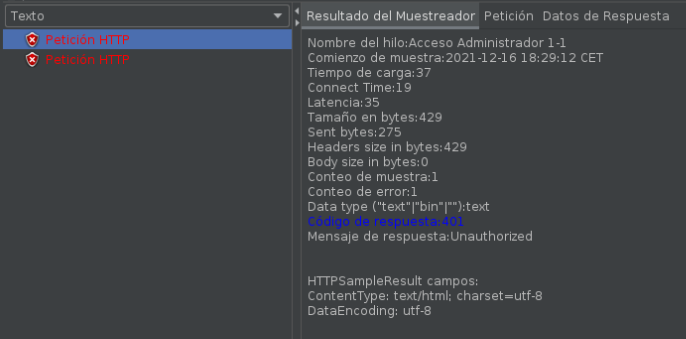 Texto
Petición HTTP
Petición HTTP
Resultado del Muestreador Petición Datos de Respuesta
Nombre del hilo:Acceso Administrador 1-1
Comienzo de muestra:2021-12-16 18:29:12 CET
Tiempo de carga:37
Connect Time:19
Latencia:35
Tamaño en bytes:429
Sent bytes:275
Headers size in bytes:429
Body size in bytes:0
Conteo de muestra:1
Conteo de error:1
Data type ("text"|"bin"|""):text
Código de respuesta:401
Mensaje de respuesta:Unauthorized
HTTPSampleResult campos:
ContentType: text/html; charset=utf-8
DataEncoding: utf-8